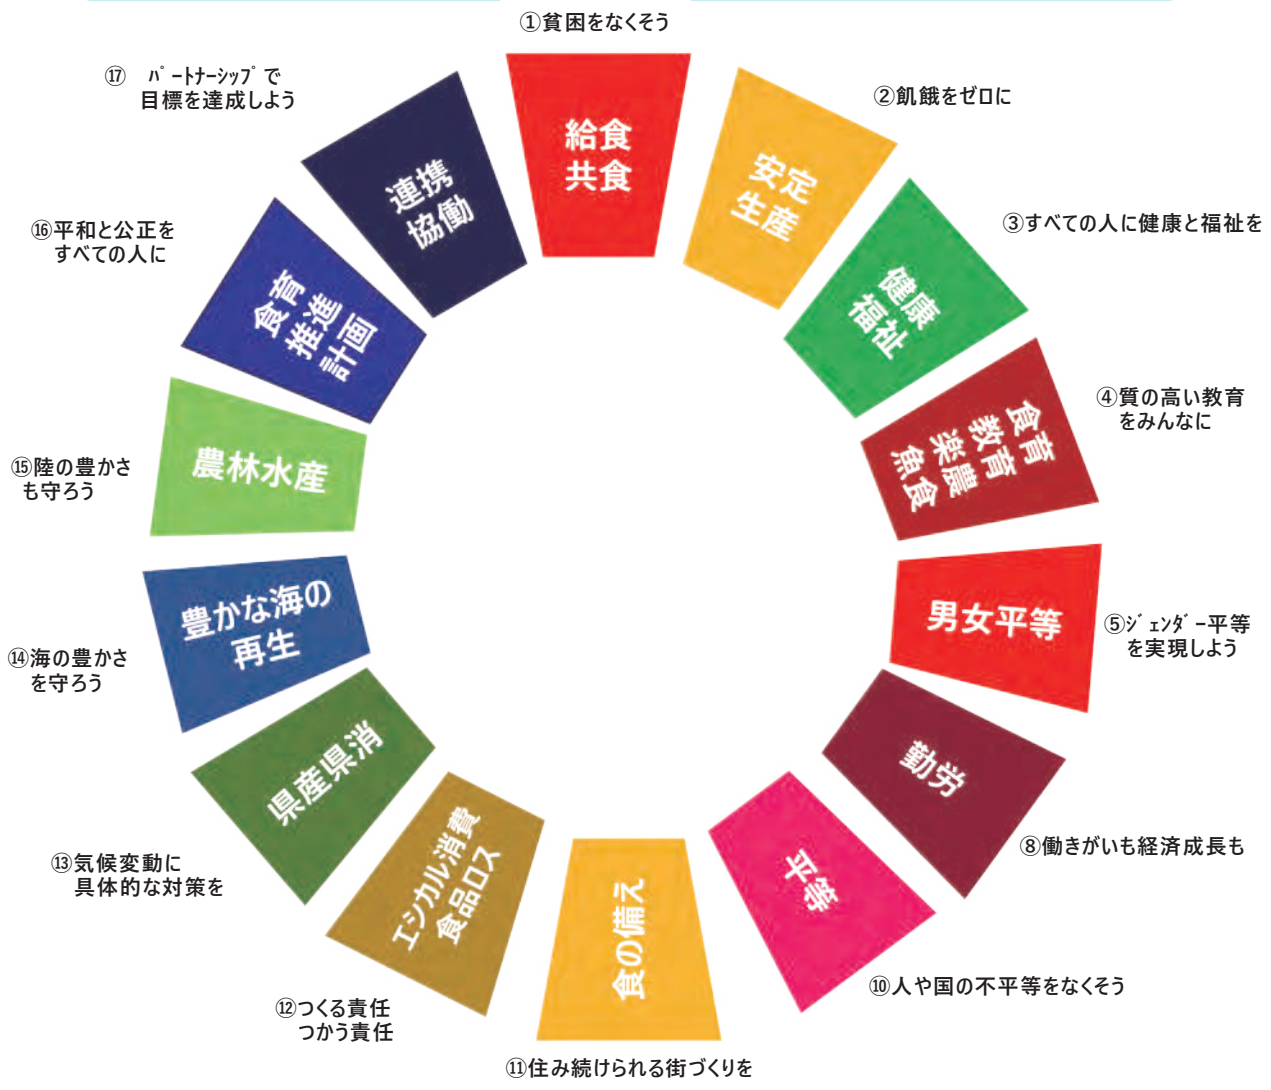 ①貧困をなくそう
給食
共食
②飢餓をゼロに
安定
生産
③すべての人に健康と福祉を
健康
福祉
④質の高い教育
をみんなに
食育
教育
楽農
魚食
⑤ｼﾞｪﾝﾀﾞｰ平等
を実現しよう
男女平等
⑧働きがいも経済成長も
勤労
⑩人や国の不平等をなくそう
平等
⑪住み続けられる街づくりを
食の備え
⑫つくる責任
つかう責任
エシカル消費
食品ロス
⑬気候変動に
具体的な対策を
県産県消
⑭海の豊かさ
を守ろう
豊かな海の
再生
⑮陸の豊かさ
も守ろう
農林水産
⑯平和と公正を
すべての人に
食育
推進
計画
⑰　ﾊﾟｰﾄﾅｰｼｯﾌﾟで
目標を達成しよう
連携
協働